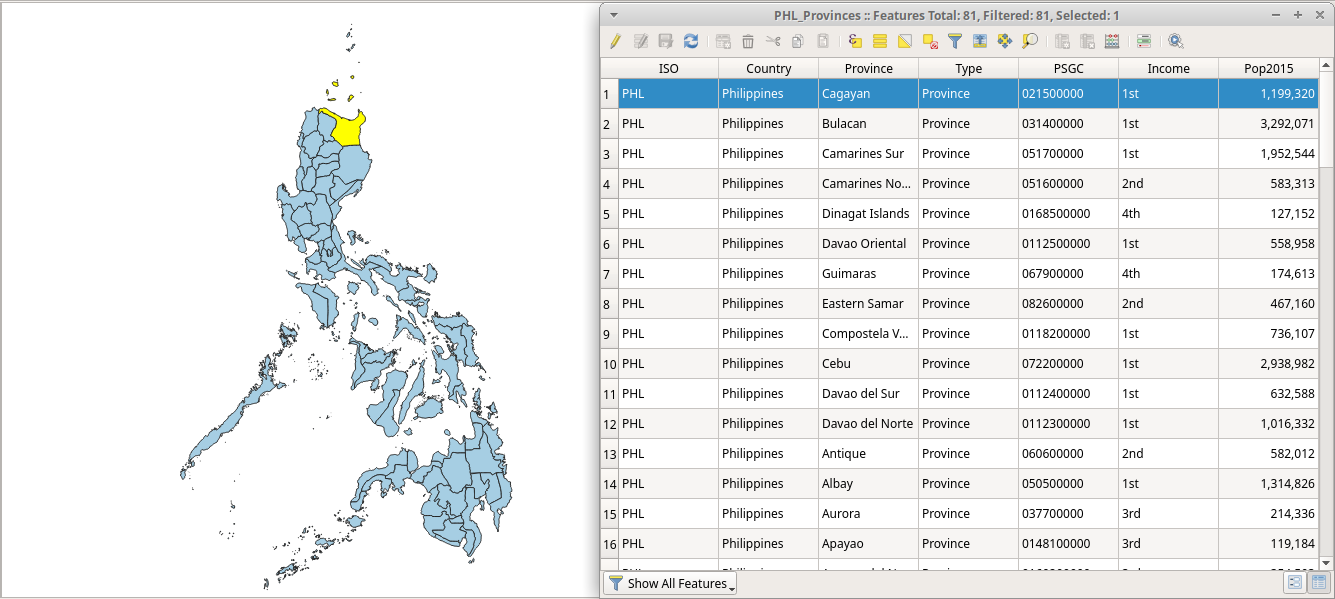 PHL_Provinces :: Features Total: 81, Filtered: 81, Selected: 1
ISO Country Province Type PSGC Income Pop2015
1 PHL Philippines Cagayan Province 021500000 1st 1,199,320
2 PHL Philippines Bulacan Province 031400000 1st 3,292,071
3 PHL Philippines Camarines Sur Province 051700000 1st 1,952,544
4 PHL Philippines Camarines No... Province 051600000 2nd 583,313
5 PHL Philippines Dinagat Islands Province 0168500000 4th 127,152
6 PHL Philippines Davao Oriental Province 0112500000 1st 558,958
7 PHL Philippines Guimaras Province 067900000 4th 174,613
8 PHL Philippines Eastern Samar Province 082600000 2nd 467,160
9 PHL Philippines Compostela V... Province 0118200000 1st 736,107
10 PHL Philippines Cebu Province 072200000 1st 2,938,982
11 PHL Philippines Davao del Sur Province 0112400000 1st 632,588
12 PHL Philippines Davao del Norte Province 0112300000 1st 1,016,332
13 PHL Philippines Antique Province 060600000 2nd 582,012
14 PHL Philippines Albay Province 050500000 1st 1,314,826
15 PHL Philippines Aurora Province 037700000 3rd 214,336
16 PHL Philippines Apayao Province 0148100000 3rd 119,184
Show All Features